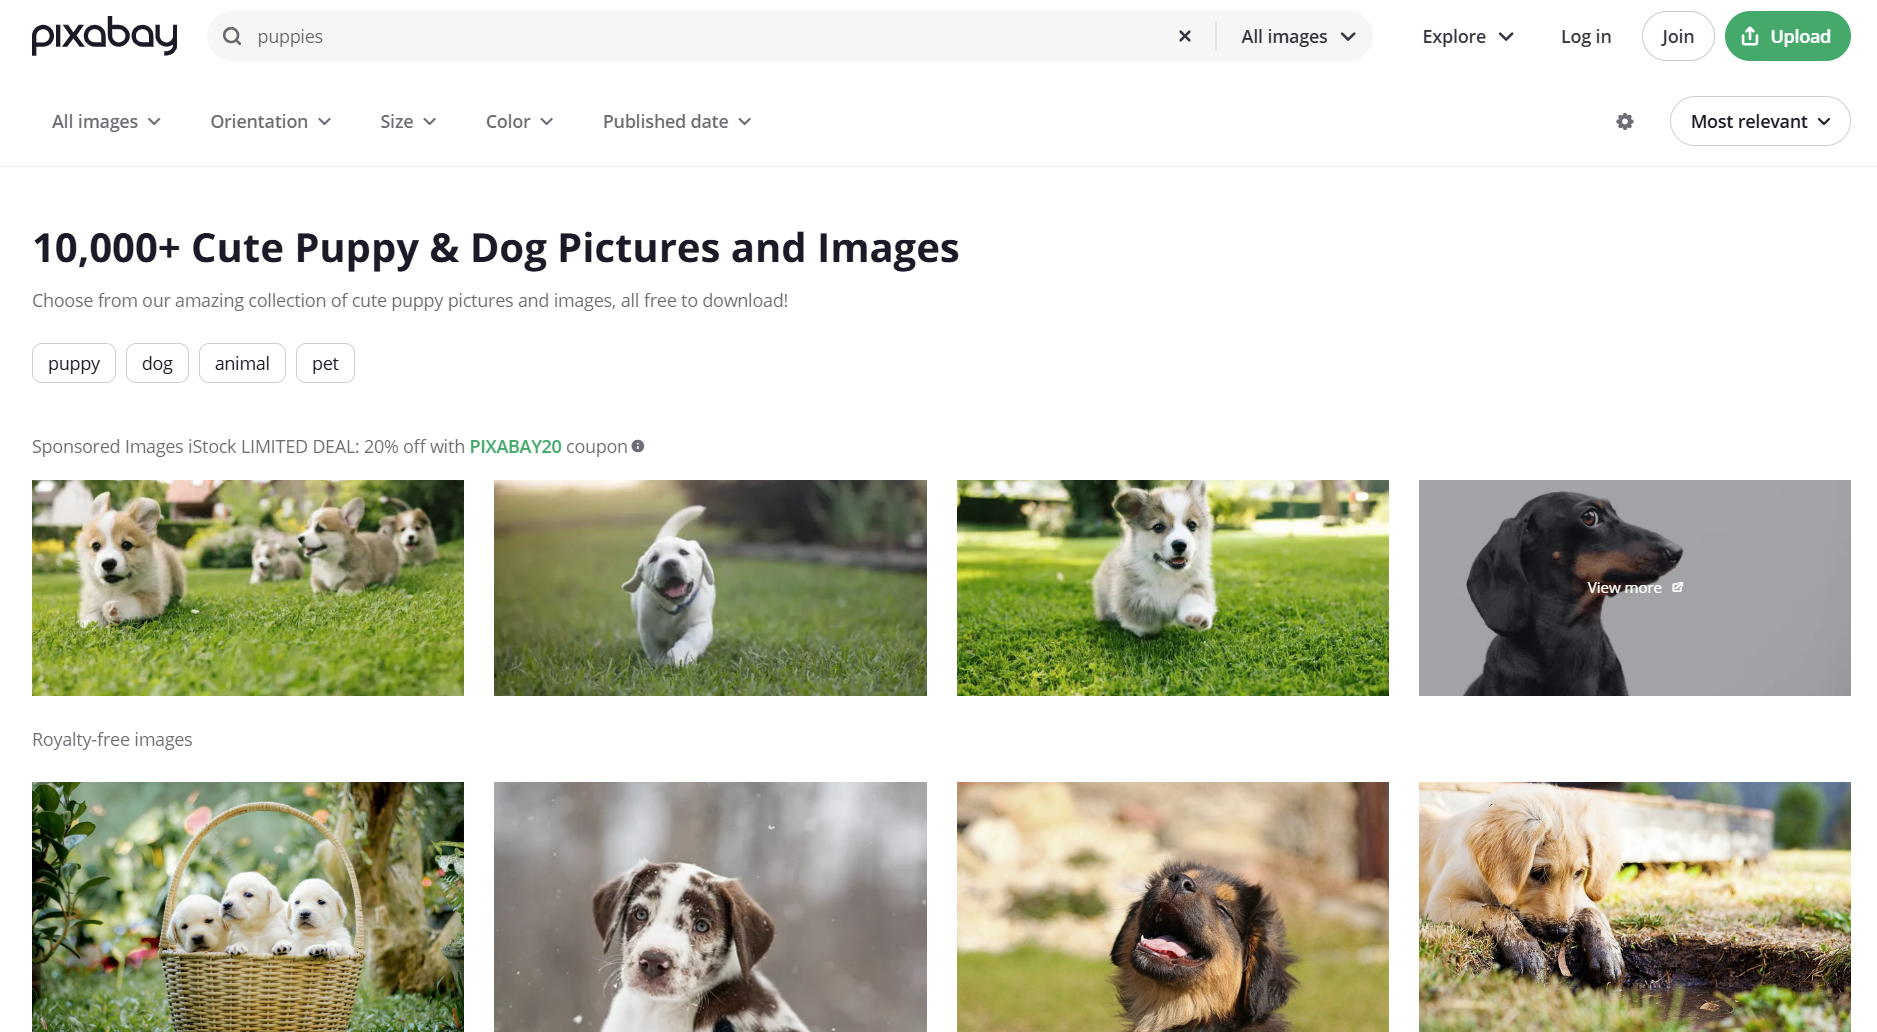 pixabay
puppies
All images
Explore
Log in
Join
Upload
All images
Orientation
Size
Color
Published date
Most relevant
10,000+ Cute Puppy & Dog Pictures and Images
Choose from our amazing collection of cute puppy pictures and images, all free to download!
puppy
dog
animal
pet
Sponsored Images iStock LIMITED DEAL: 20% off with PIXABAY20 coupon
View more
Royalty-free images